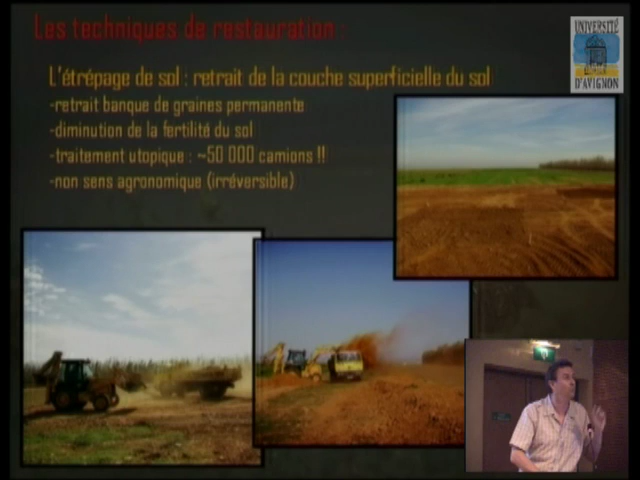 Les techniques de restauration :
UNIVERSITÉ
D'AVIGNON
L'étrépage de sol : retrait de la couche superficielle du sol
-retrait banque de graines permanente
-diminution de la fertilité du sol
-traitement utopique : ~50 000 camions !!
-non sens agronomique (irréversible)